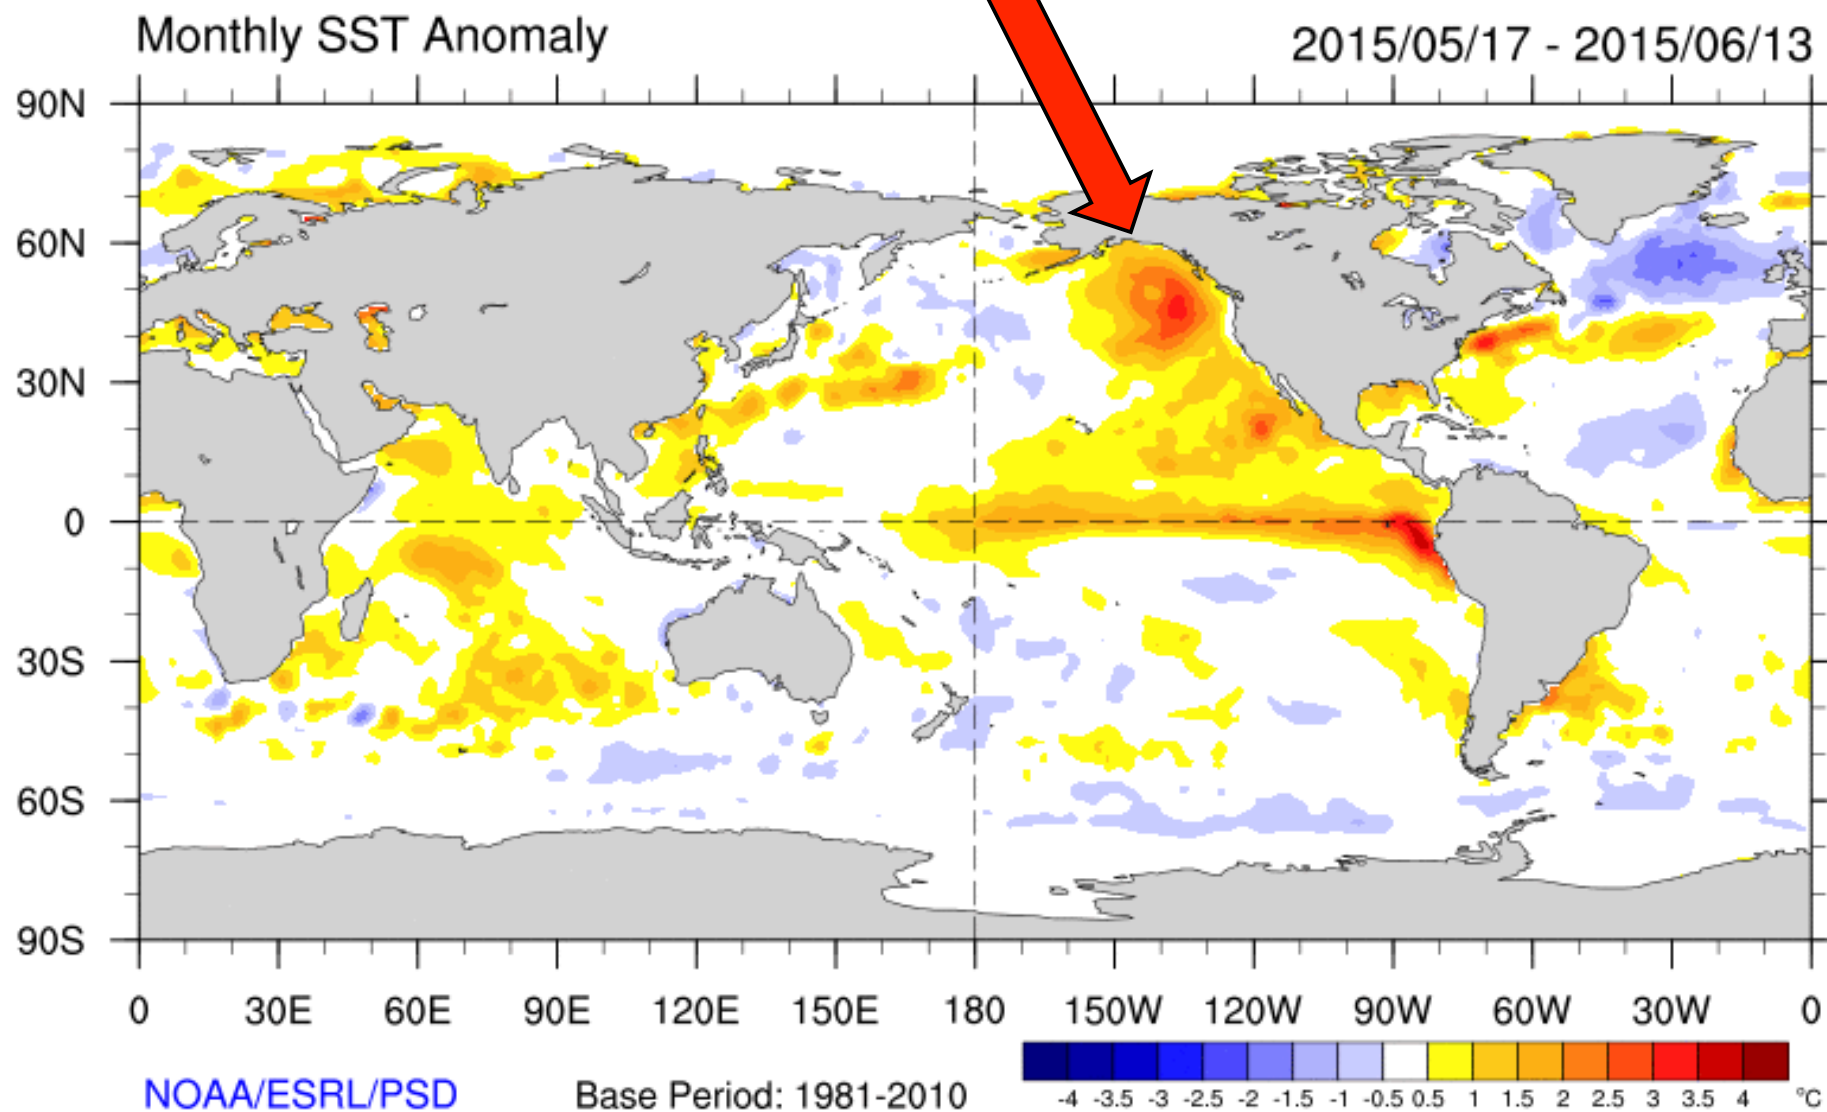 Monthly SST Anomaly 2015/05/17 - 2015/06/13
90N
60N
30N
0
30S
60S
90S
0 30E 60E 90E 120E 150E 180 150W 120W 90W 60W 30W 0
NOAA/ESRL/PSD Base Period: 1981-2010
-4 -3.5 -3 -2.5 -2 -1.5 -1 -0.5 0.5 1 1.5 2 2.5 3 3.5 4 °C